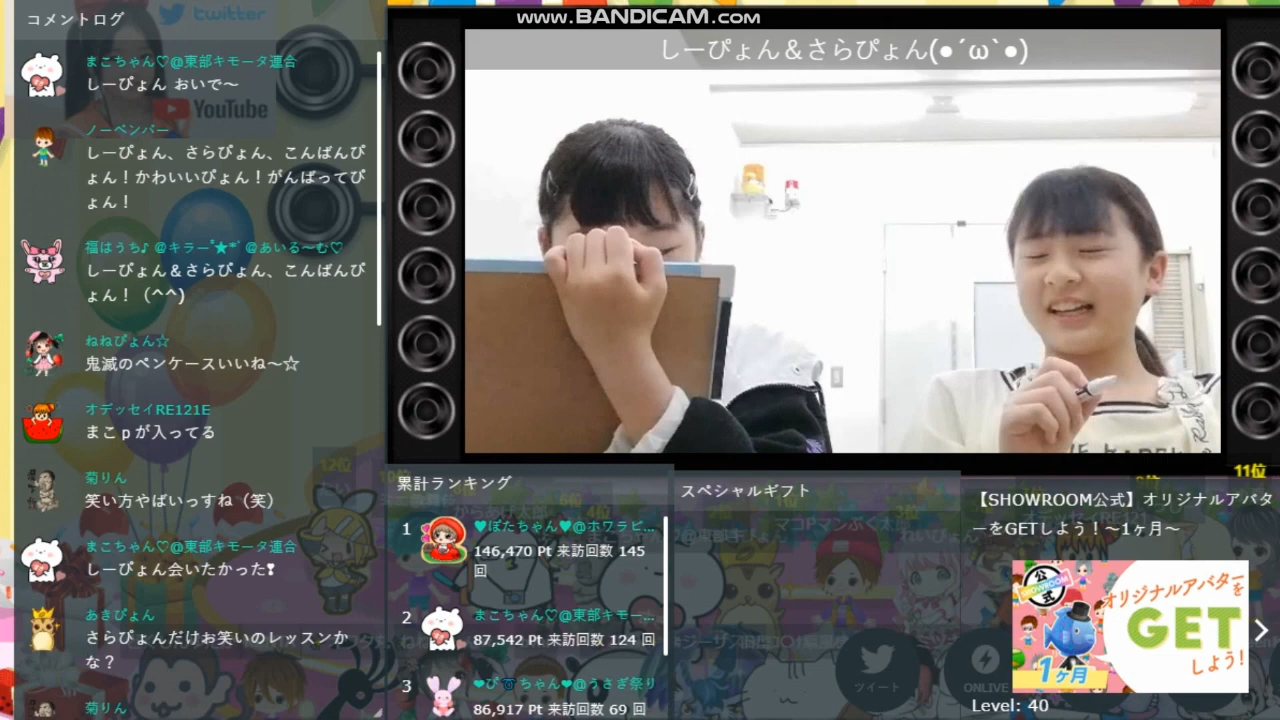 www.BANDICAM.com
コメントログ
twitter
YouTube
まこちゃん♡@東部キモータ連合
しーぴょん おいで～
ノーペンバー
しーぴょん、さらぴょん、こんばんぴ
ょん！かわいいぴょん！がんばってぴ
ょん！
福はうち♪@キラー
@あいる～む♡
しーぴょん＆さらぴょん、こんばんぴ
ょん！（^^）
ねねぴょん☆
鬼滅のペンケースいいね～☆
オデッセイRE121E
まこｐが入ってる
菊りん
笑い方やばいっすね（笑）
まこちゃん♡@東部キモータ連合
しーぴょん会いたかった❢
あきぴょん
さらぴょんだけお笑いのレッスンか
な？
菊りん
しーぴょん＆さらぴょん(●´ω`●)
累計ランキング
1 ♥ぽたちゃん♥@ホワラビ...
146,470 Pt 来訪回数 145
回
2 まこちゃん♡@東部キモー...
87,542 Pt 来訪回数 124 回
3
ちゃん❤@うさぎ祭り
86,917 Pt 来訪回数 69 回
スペシャルギフト
12位
11位
ツイート
ONLIVE
【SHOWROOM公式】オリジナルアバタ
ーをGETしよう！～1ヶ月～
SHOWROOM
公式
オリジナルアバターを
GET
しよう！
1ヶ月
Level: 40